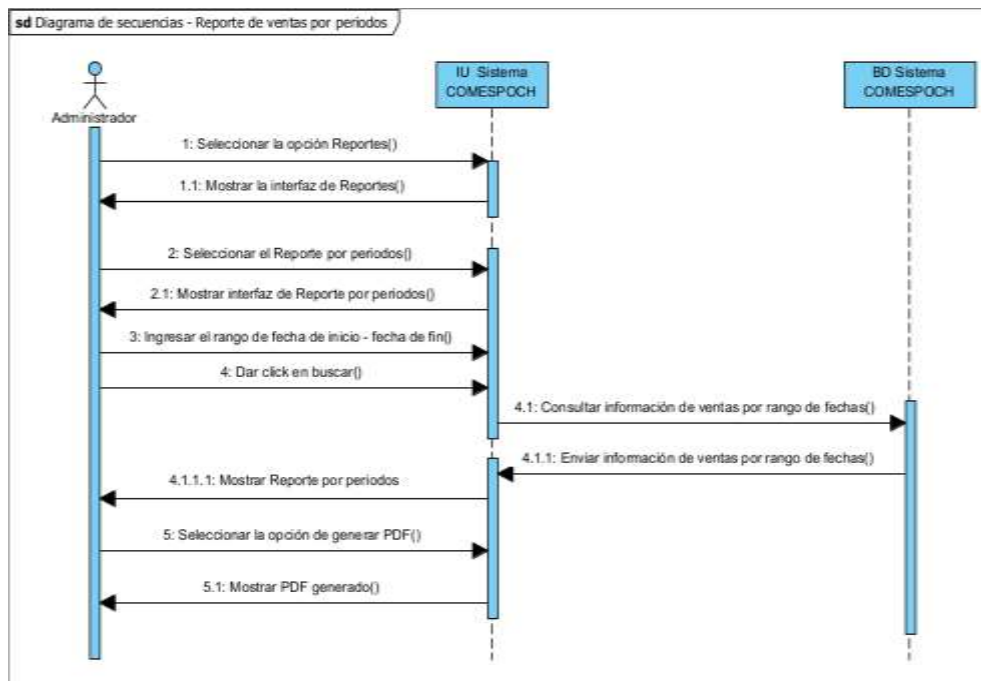 sd Diagrama de secuencias - Reporte de ventas por periodos
IU Sistema
COMESPOCH
BD Sistema
COMESPOCH
Administrador
1: Seleccionar la opción Reportes()
1.1: Mostrar la interfaz de Reportes()
2: Seleccionar el Reporte por periodos()
2.1: Mostrar interfaz de Reporte por periodos()
3: Ingresar el rango de fecha de inicio - fecha de fin()
4: Dar click en buscar()
4.1: Consultar información de ventas por rango de fechas()
4.1.1: Enviar información de ventas por rango de fechas()
4.1.1.1: Mostrar Reporte por periodos
5: Seleccionar la opción de generar PDF()
5.1: Mostrar PDF generado()